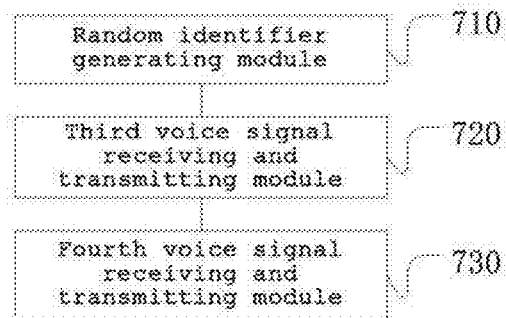 Random identifier
generating module
710
Third voice signal
receiving and
transmitting module
720
Fourth voice signal
receiving and
transmitting module
730